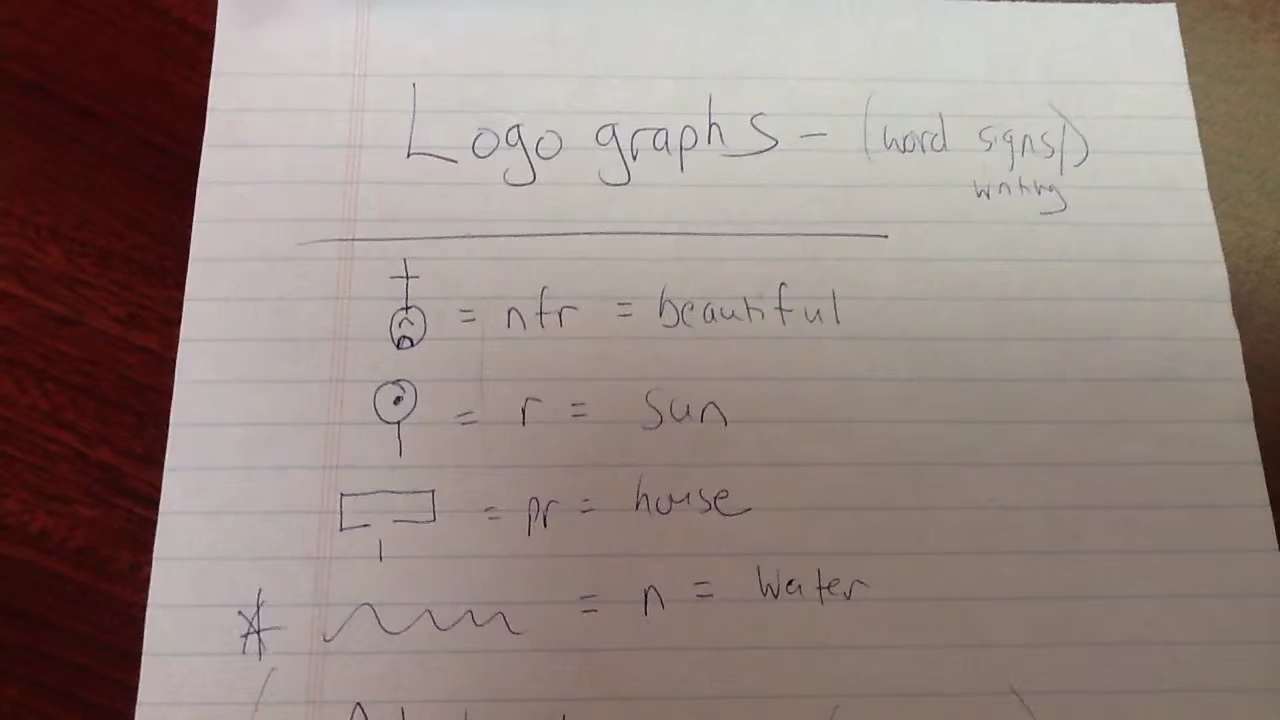 Logographs - (word signs/)
writing
= nfr = beautiful
= r = sun
= pr = house
* = n = Water